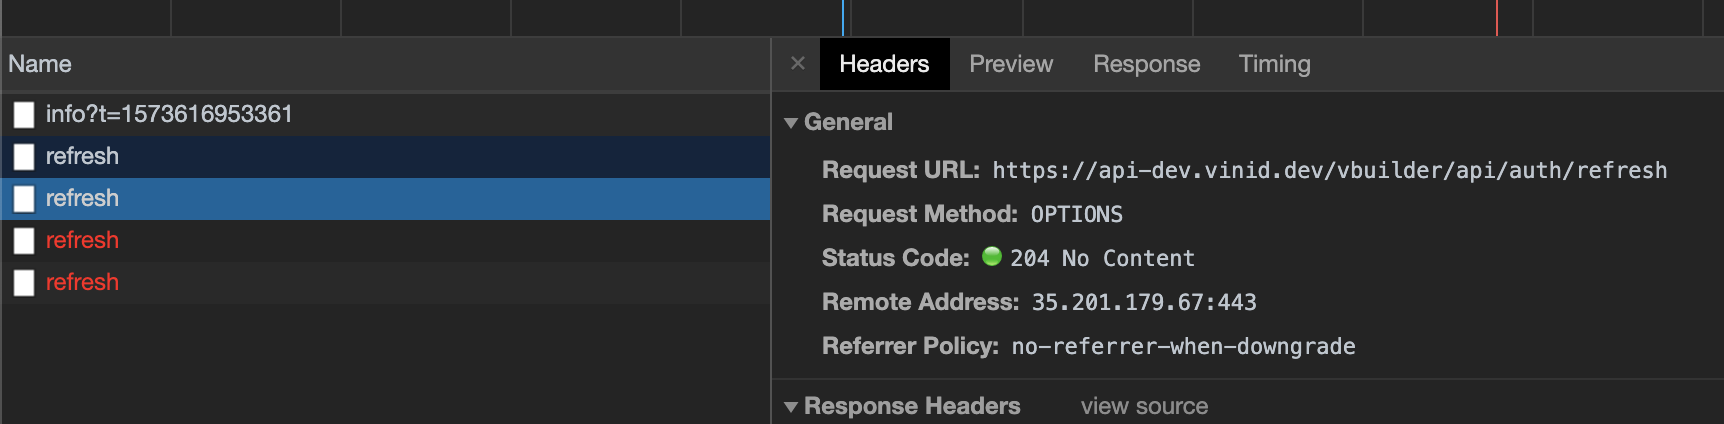 Name
info?t=1573616953361
refresh
refresh
refresh
refresh
× Headers Preview Response Timing
▼ General
Request URL: https://api-dev.vinid.dev/vbuilder/api/auth/refresh
Request Method: OPTIONS
Status Code: 204 No Content
Remote Address: 35.201.179.67:443
Referrer Policy: no-referrer-when-downgrade
▼ Response Headers view source